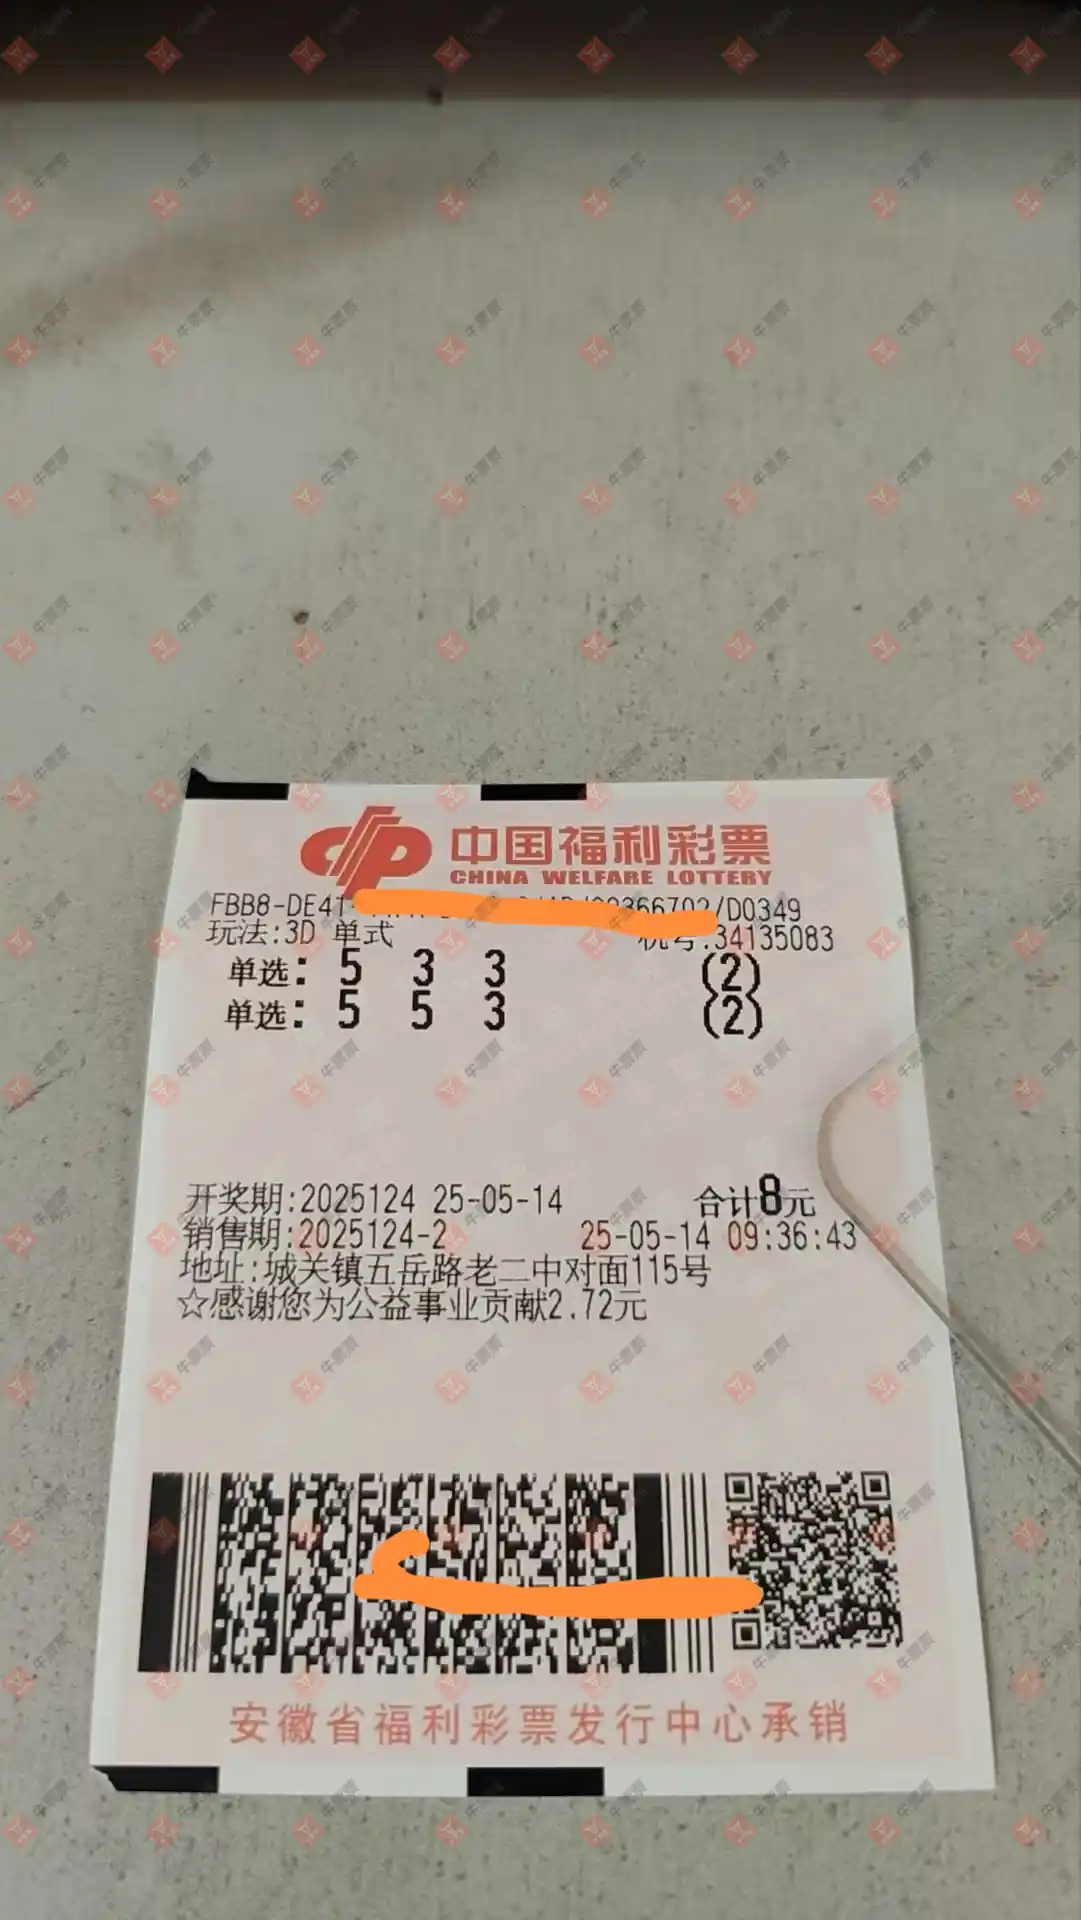 中国福利彩票
CHINA WELFARE LOTTERY
FBB8-DE41- /D0349
玩法:3D 单式 机号:34135083
单选: 5 3 3 (2)
单选: 5 5 3 (2)
开奖期:2025124 25-05-14 合计8元
销售期:2025124-2 25-05-14 09:36:43
地址:城关镇五岳路老二中对面115号
☆感谢您为公益事业贡献2.72元
安徽省福利彩票发行中心承销
牛票票